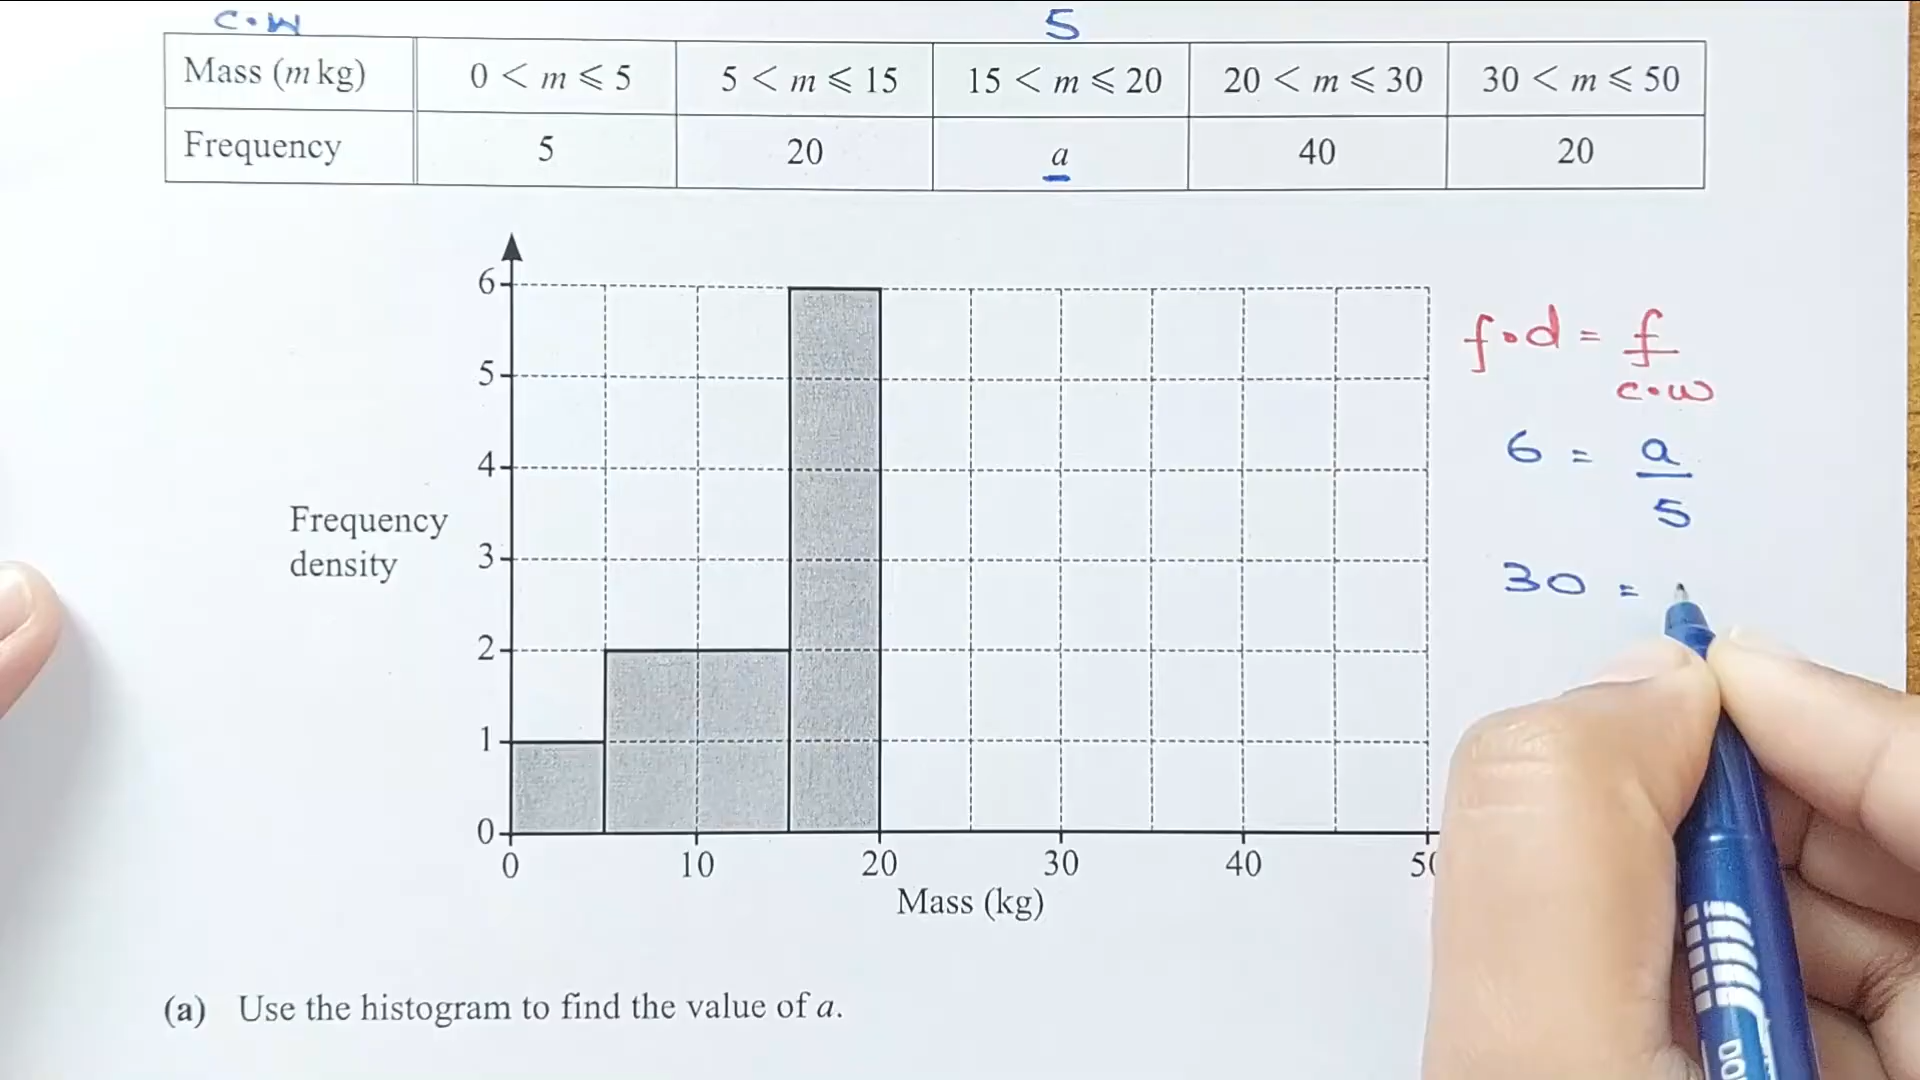 c.w 5
Mass (m kg) 0 < m ⩽ 5 5 < m ⩽ 15 15 < m ⩽ 20 20 < m ⩽ 30 30 < m ⩽ 50
Frequency 5 20 a 40 20
6
5
4
3
2
1
0
Frequency
density
0 10 20 30 40
Mass (kg)
f.d = f
c.w
6 = a
5
30 =
(a) Use the histogram to find the value of a.